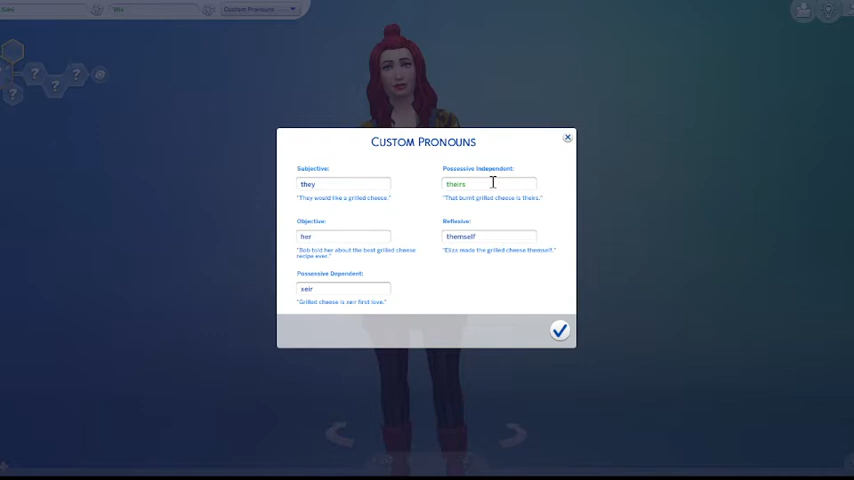 Custom Pronouns
?
?
?
?
CUSTOM PRONOUNS
Subjective:
they
"They would like a grilled cheese."
Objective:
her
"Bob told her about the best grilled cheese
recipe ever."
Possessive Dependent:
xeir
"Grilled cheese is xeir first love."
Possessive Independent:
theirs
"That burnt grilled cheese is theirs."
Reflexive:
themself
"Eliza made the grilled cheese themself."